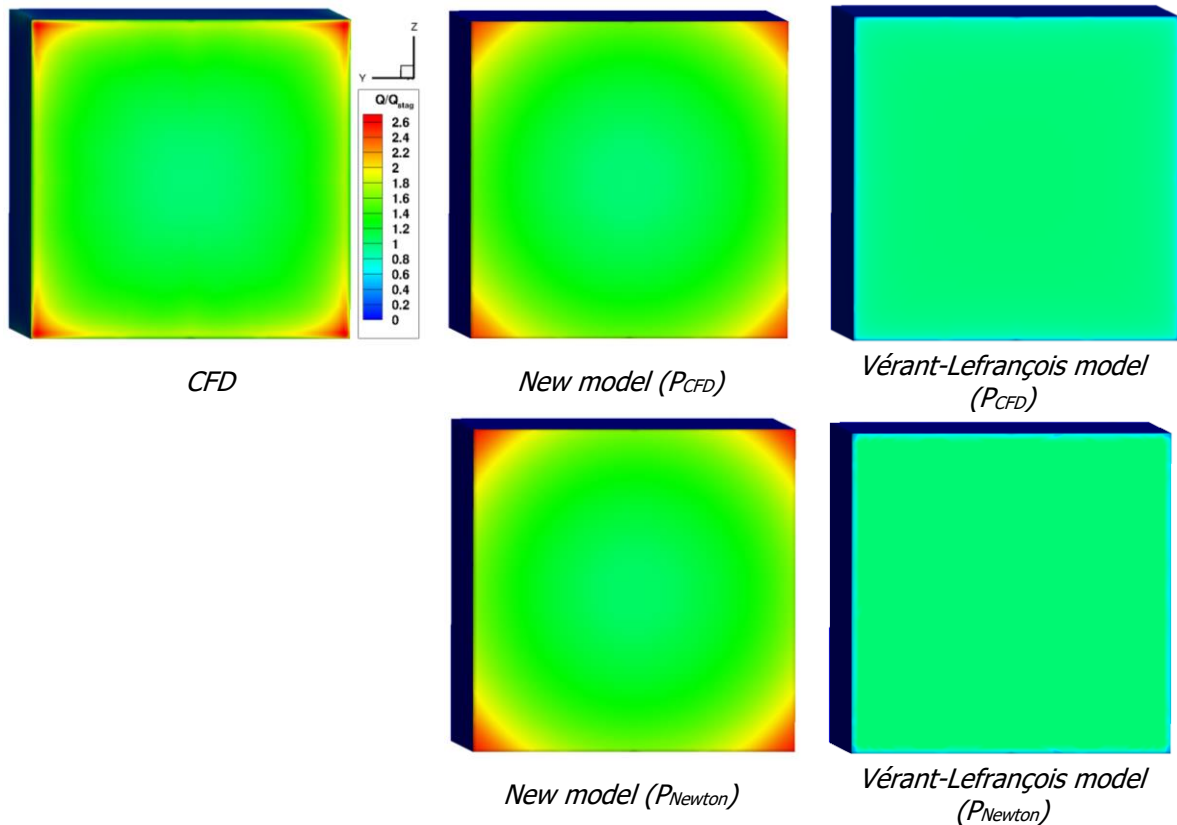 Z
Y
Q/Qstag
2.6
2.4
2.2
2
1.8
1.6
1.4
1.2
1
0.8
0.6
0.4
0.2
0
CFD
New model (PCFD)
Vérant-Lefrançois model
(PCFD)
New model (PNewton)
Vérant-Lefrançois model
(PNewton)